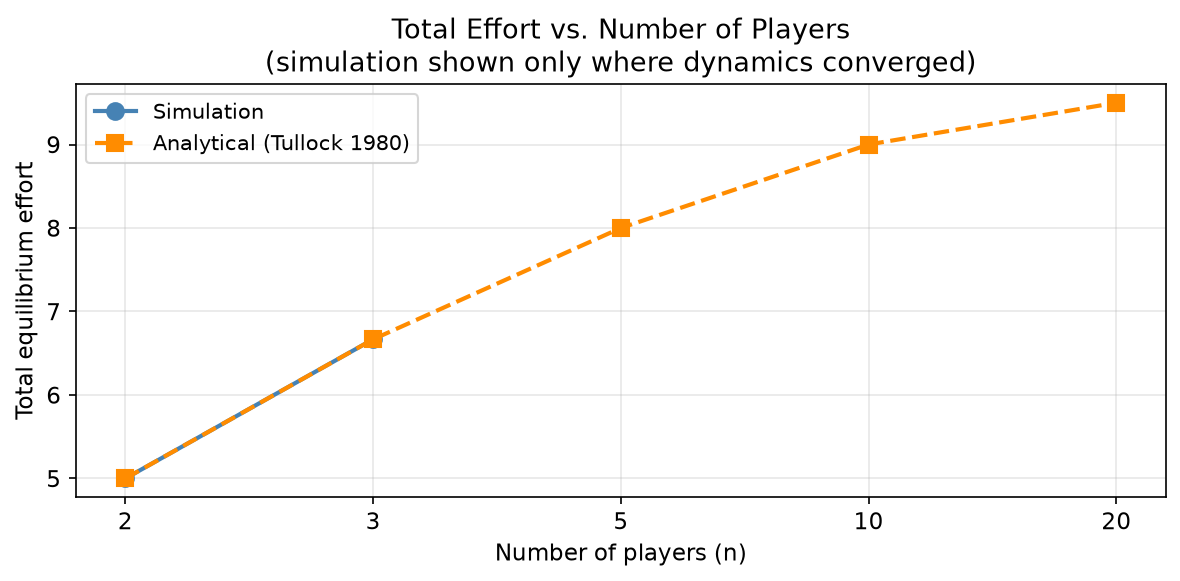 Total Effort vs. Number of Players
(simulation shown only where dynamics converged)
Simulation
Analytical (Tullock 1980)
Total equilibrium effort
9
8
7
6
5
2 3 5 10 20
Number of players (n)